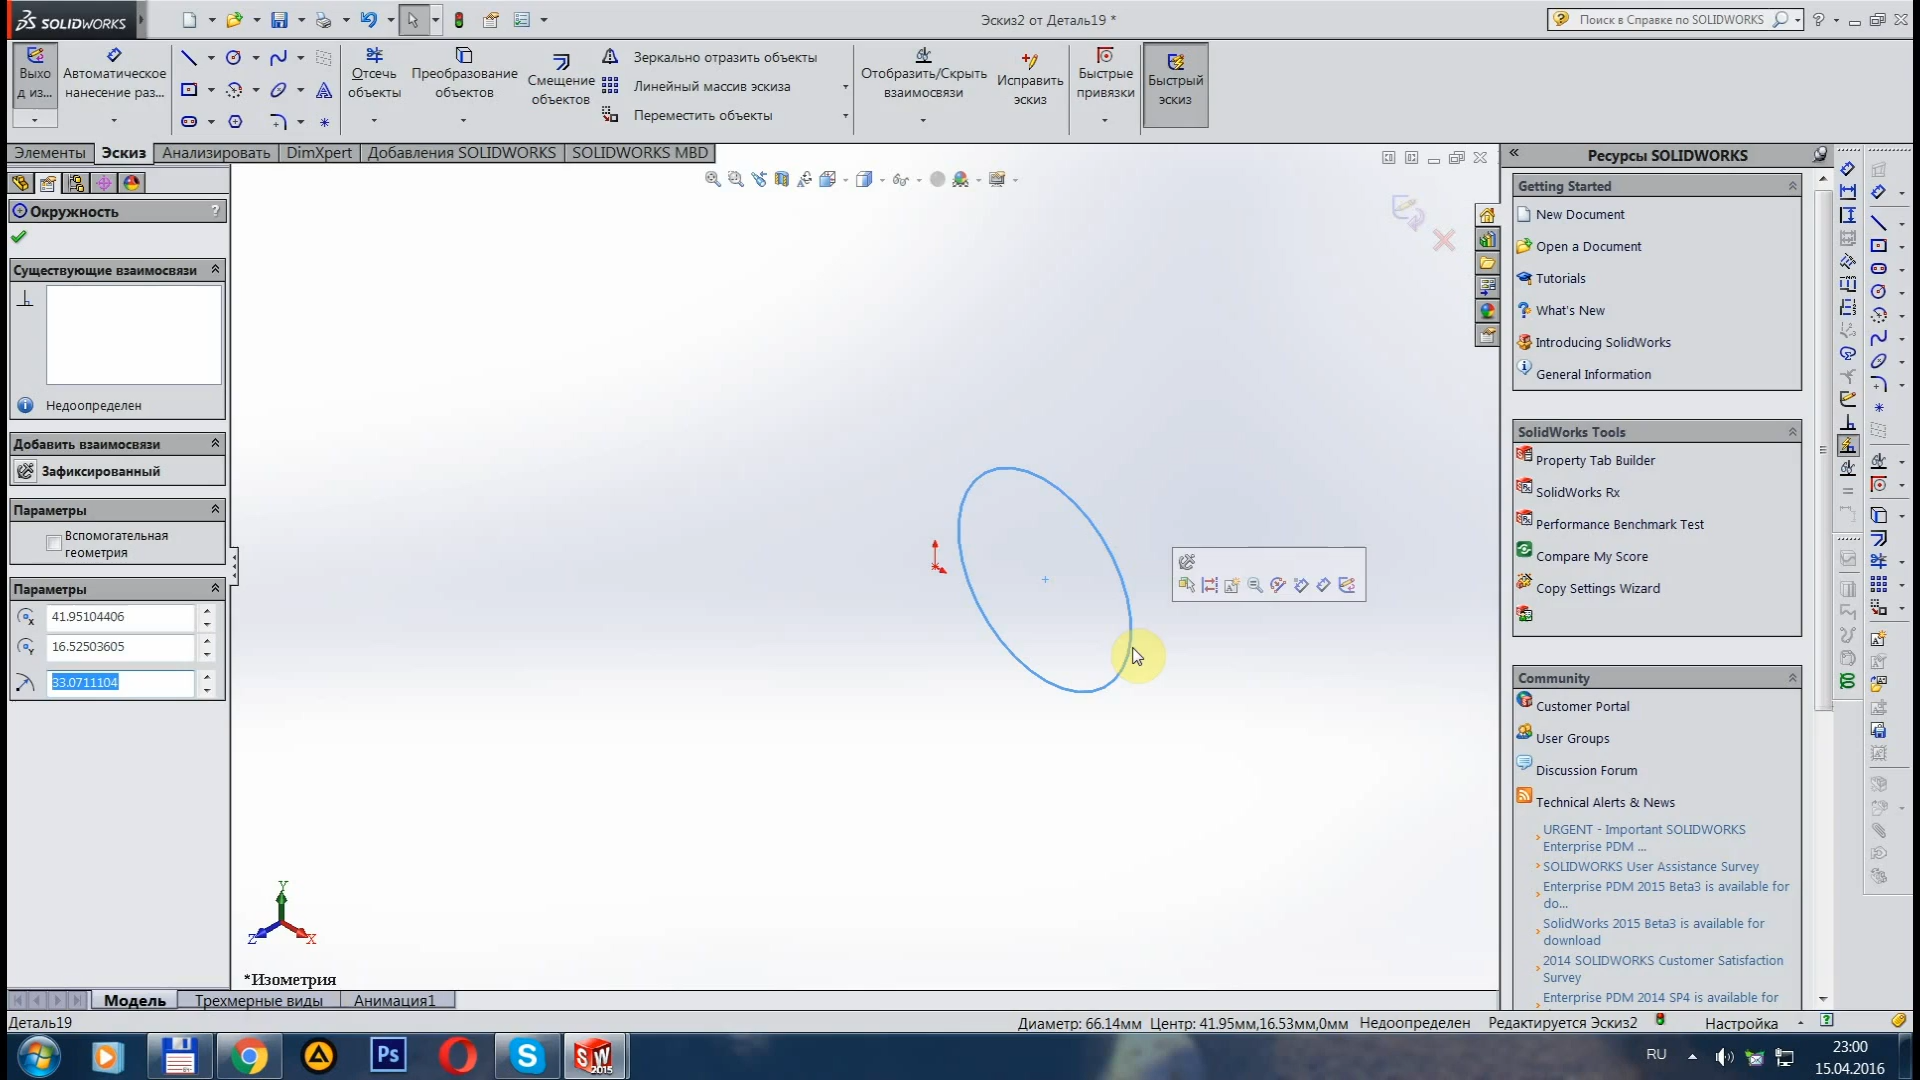 SOLIDWORKS
Эскиз2 от Деталь19 *
Поиск в Справке по SOLIDWORKS
Выхо
д из...
Автоматическое
нанесение раз...
Отсечь
объекты
Преобразование
объектов
Смещение
объектов
Зеркально отразить объекты
Линейный массив эскиза
Переместить объекты
Отобразить/Скрыть
взаимосвязи
Исправить
эскиз
Быстрые
привязки
Быстрый
эскиз
Элементы
Эскиз
Анализировать
DimXpert
Добавления SOLIDWORKS
SOLIDWORKS MBD
Окружность
?
Существующие взаимосвязи
Недоопределен
Добавить взаимосвязи
Зафиксированный
Параметры
Вспомогательная
геометрия
Параметры
41.95104406
16.52503605
33.0711104
Y
Z
X
*Изометрия
Ресурсы SOLIDWORKS
Getting Started
New Document
Open a Document
Tutorials
What's New
Introducing SolidWorks
General Information
SolidWorks Tools
Property Tab Builder
SolidWorks Rx
Performance Benchmark Test
Compare My Score
Copy Settings Wizard
Community
Customer Portal
User Groups
Discussion Forum
Technical Alerts & News
URGENT - Important SOLIDWORKS
Enterprise PDM ...
SOLIDWORKS User Assistance Survey
Enterprise PDM 2015 Beta3 is available for
do...
SolidWorks 2015 Beta3 is available for
download
2014 SOLIDWORKS Customer Satisfaction
Survey
Enterprise PDM 2014 SP4 is available for
Модель
Трехмерные виды
Анимация1
Деталь19
Диаметр: 66.14мм Центр: 41.95мм,16.53мм,0мм
Недоопределен
Редактируется Эскиз2
Настройка
Ps
S
SW
2015
RU
23:00
15.04.2016